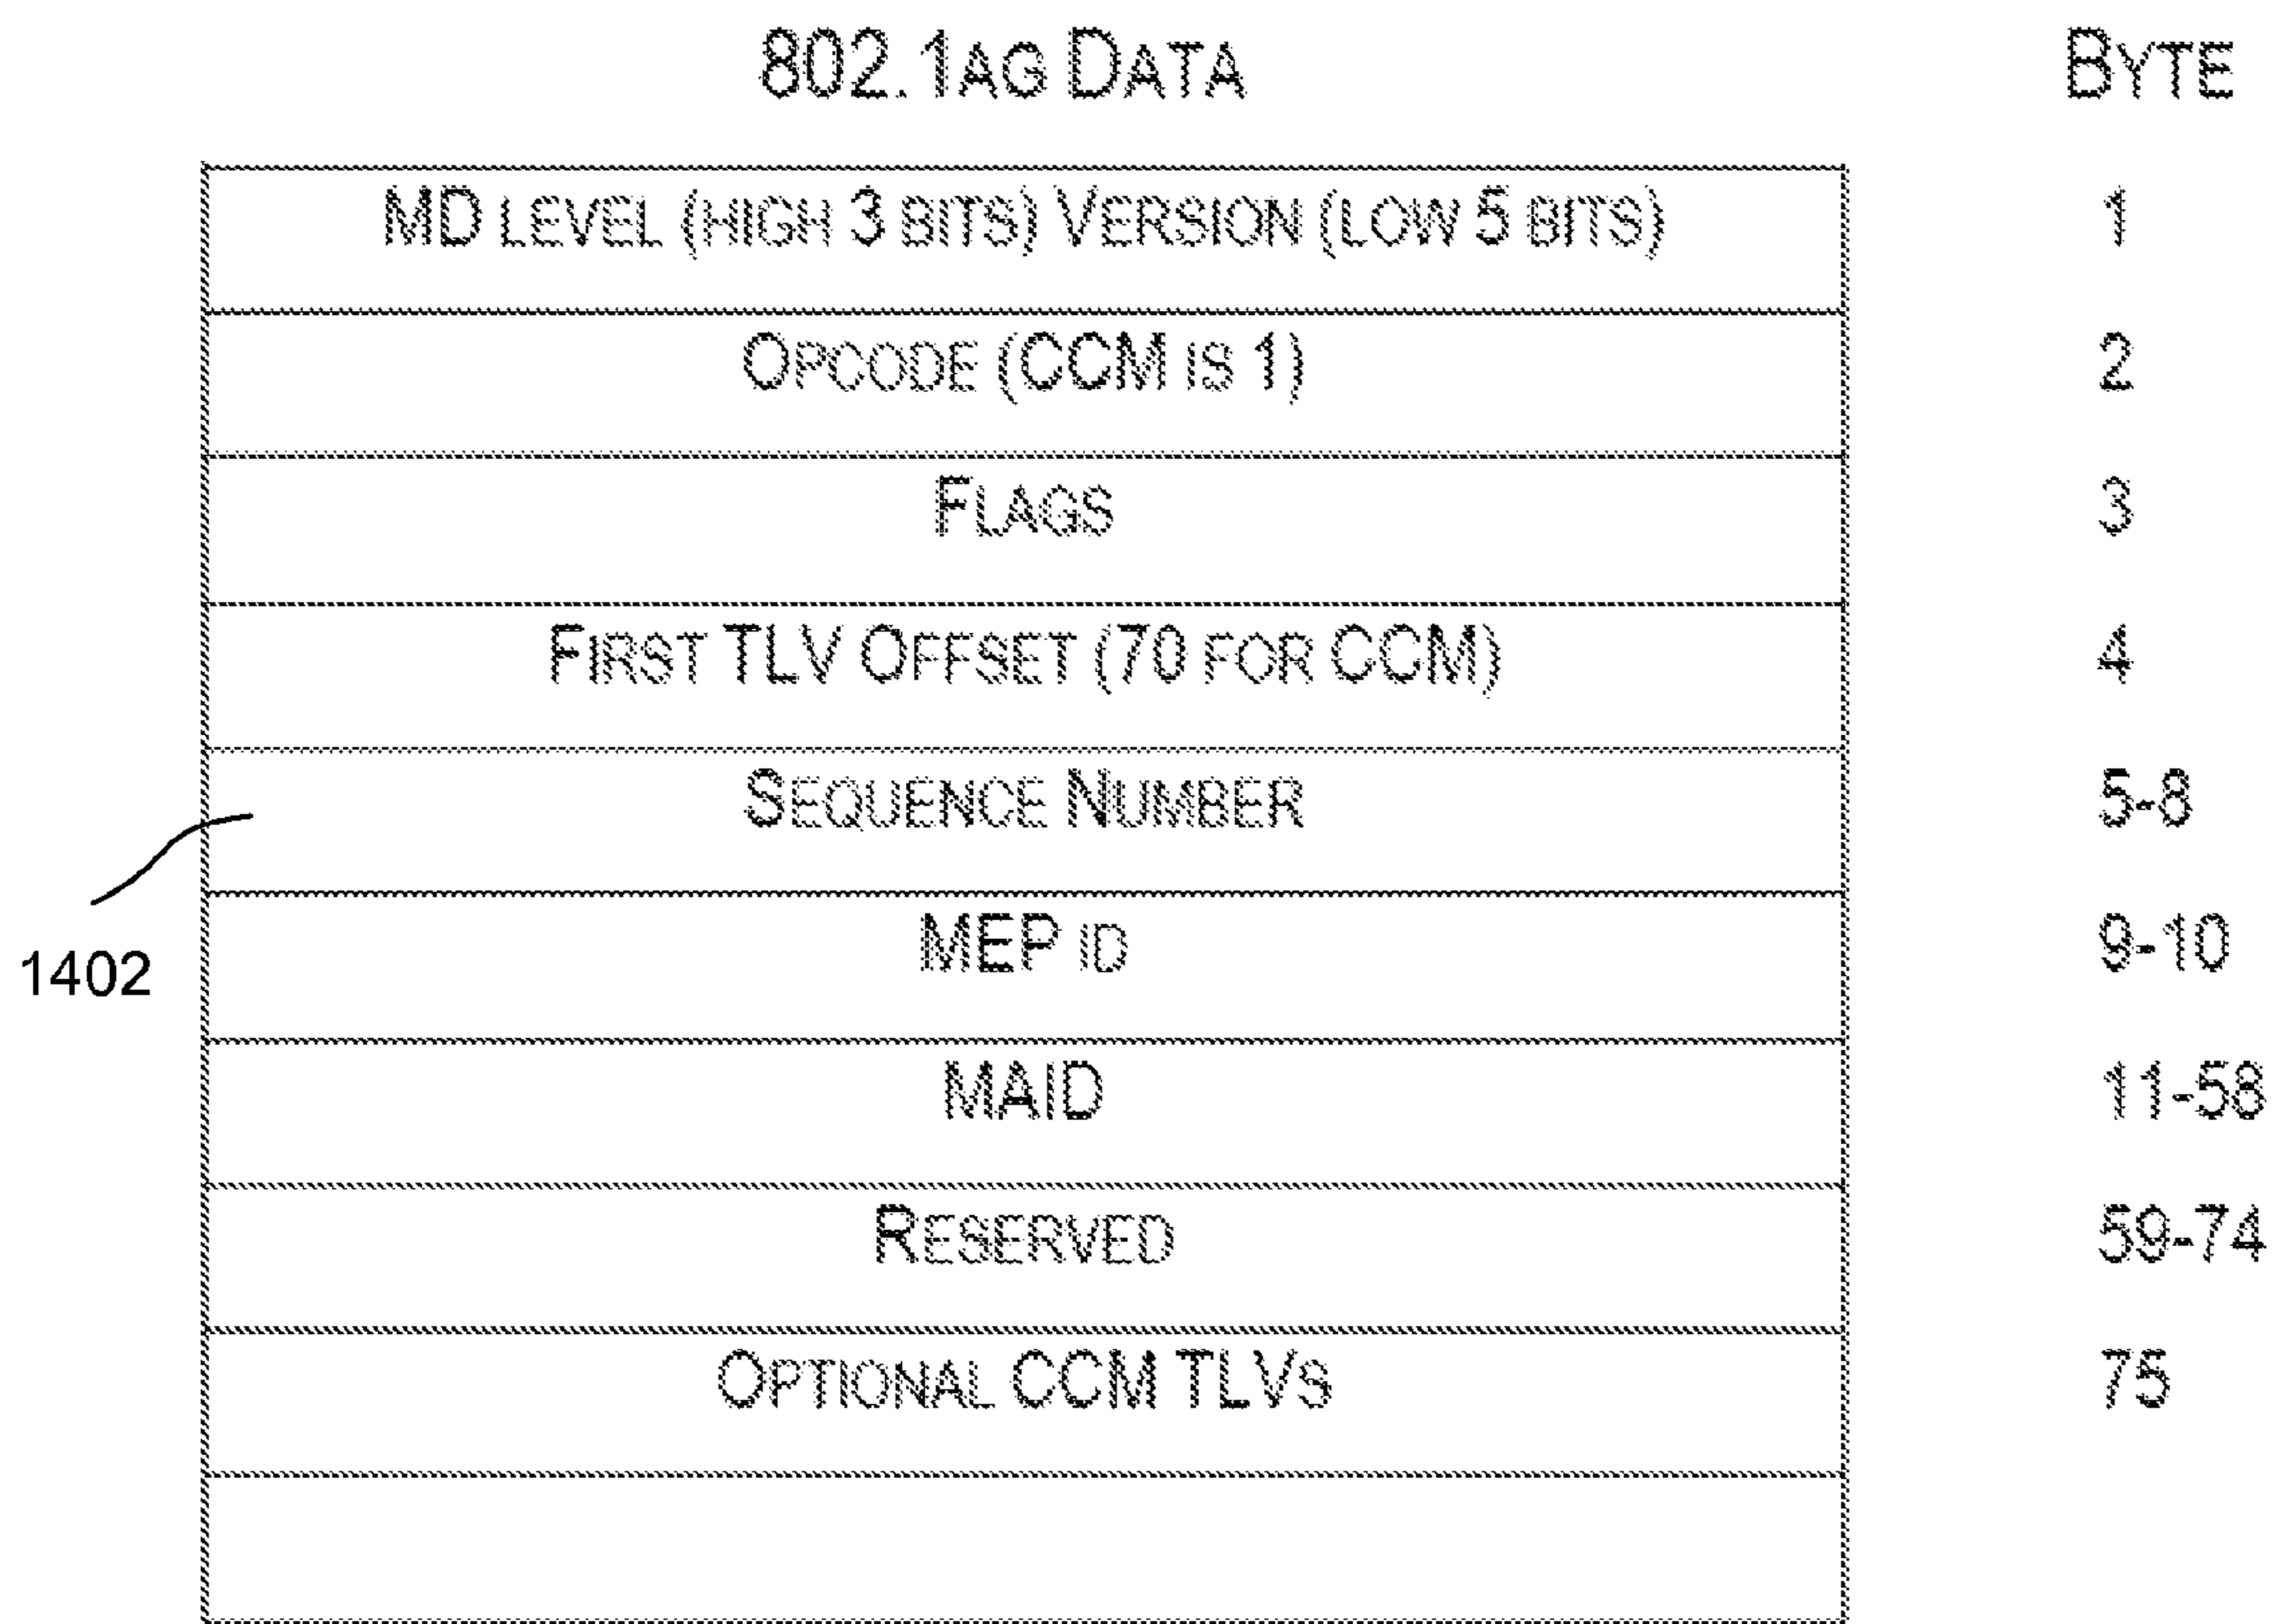 802.1AG DATA BYTE
MD LEVEL (HIGH 3 BITS) VERSION (LOW 5 BITS) 1
OPCODE (CCM IS 1) 2
FLAGS 3
FIRST TLV OFFSET (70 FOR CCM) 4
SEQUENCE NUMBER 5-8
MEP ID 9-10
1402
MAID 11-58
RESERVED 59-74
OPTIONAL CCM TLVS 75